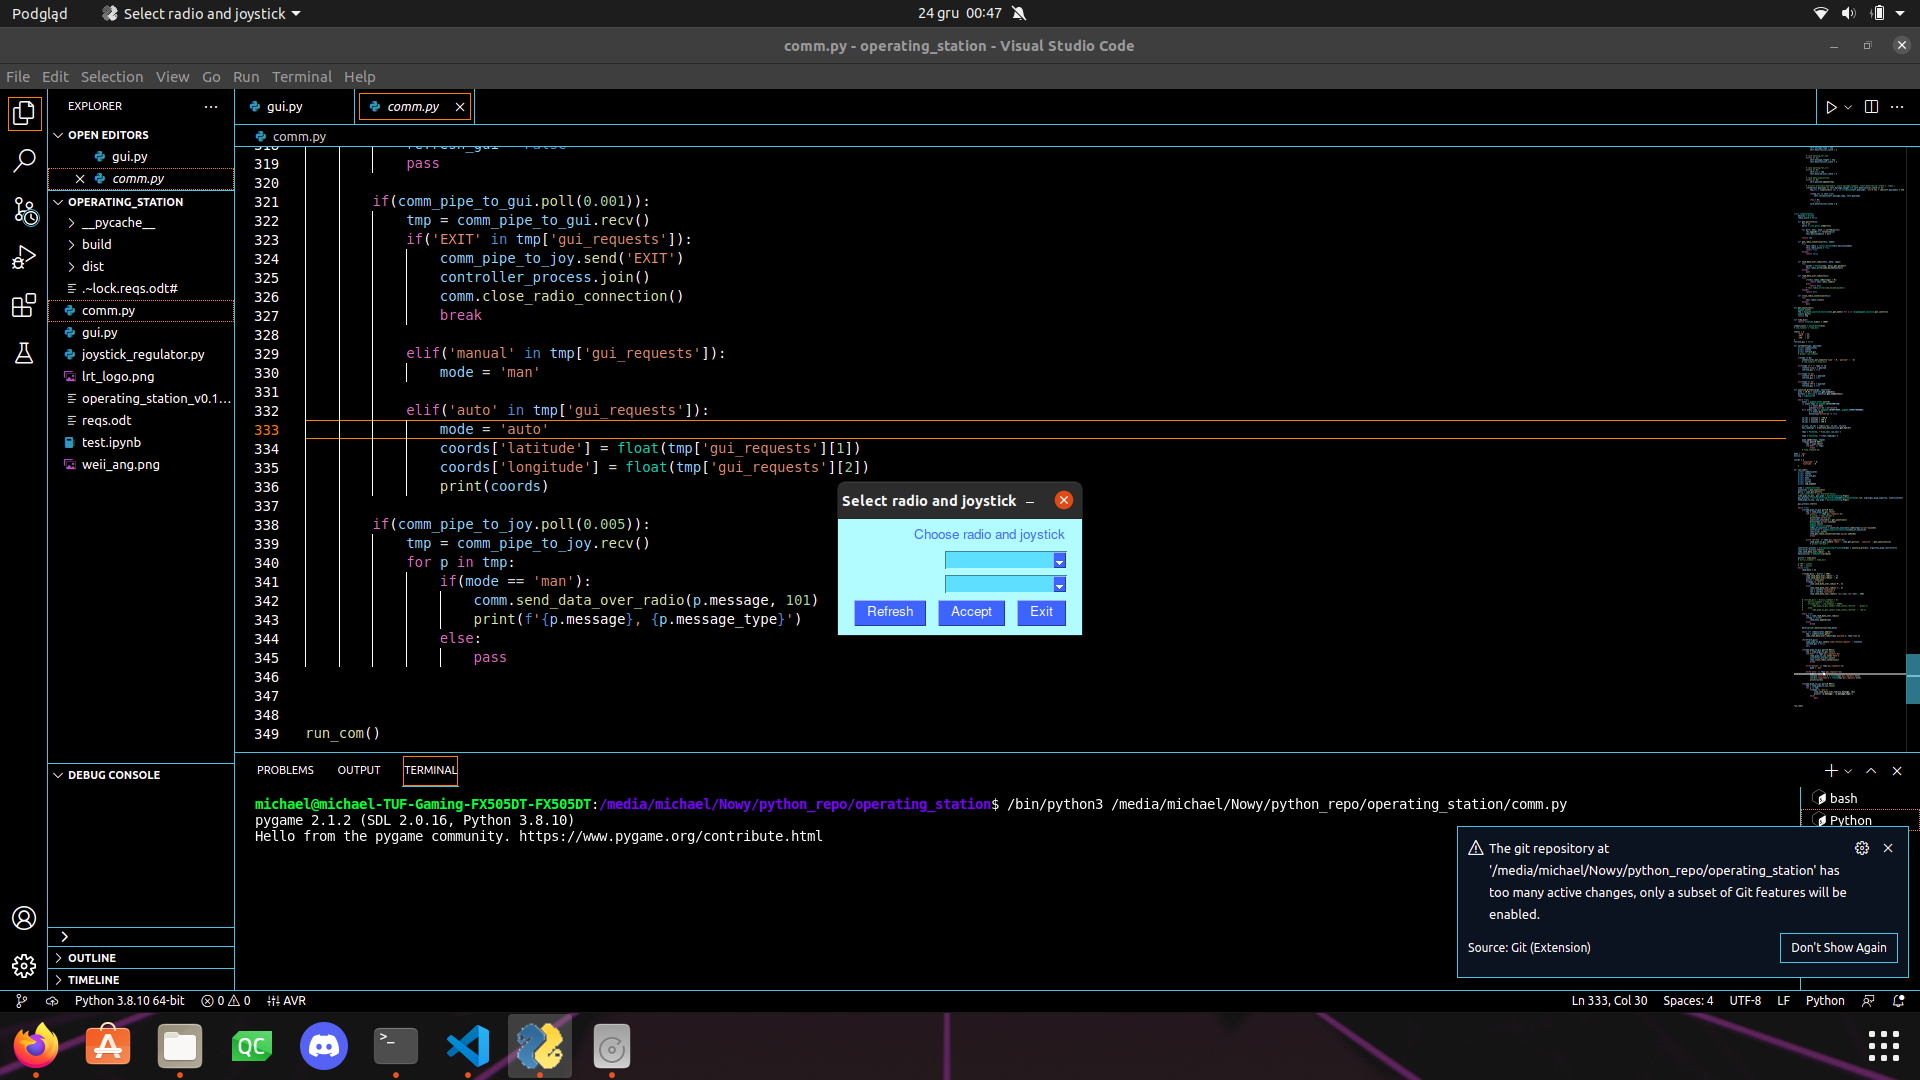 Podgląd
Select radio and joystick
24 gru 00:47
comm.py - operating_station - Visual Studio Code
File Edit Selection View Go Run Terminal Help
EXPLORER
gui.py
comm.py
OPEN EDITORS
gui.py
comm.py
OPERATING_STATION
__pycache__
build
dist
.~lock.reqs.odt#
comm.py
gui.py
joystick_regulator.py
lrt_logo.png
operating_station_v0.1...
reqs.odt
test.ipynb
weii_ang.png
DEBUG CONSOLE
OUTLINE
TIMELINE
comm.py
319 pass
320
321 if(comm_pipe_to_gui.poll(0.001)):
322 tmp = comm_pipe_to_gui.recv()
323 if('EXIT' in tmp['gui_requests']):
324 comm_pipe_to_joy.send('EXIT')
325 controller_process.join()
326 comm.close_radio_connection()
327 break
328
329 elif('manual' in tmp['gui_requests']):
330 mode = 'man'
331
332 elif('auto' in tmp['gui_requests']):
333 mode = 'auto'
334 coords['latitude'] = float(tmp['gui_requests'][1])
335 coords['longitude'] = float(tmp['gui_requests'][2])
336 print(coords)
337
338 if(comm_pipe_to_joy.poll(0.005)):
339 tmp = comm_pipe_to_joy.recv()
340 for p in tmp:
341 if(mode == 'man'):
342 comm.send_data_over_radio(p.message, 101)
343 print(f'{p.message}, {p.message_type}')
344 else:
345 pass
346
347
348
349 run_com()
Select radio and joystick
Choose radio and joystick
Refresh Accept Exit
PROBLEMS OUTPUT TERMINAL
michael@michael-TUF-Gaming-FX505DT-FX505DT:/media/michael/Nowy/python_repo/operating_station$ /bin/python3 /media/michael/Nowy/python_repo/operating_station/comm.py
pygame 2.1.2 (SDL 2.0.16, Python 3.8.10)
Hello from the pygame community. https://www.pygame.org/contribute.html
bash
Python
The git repository at
'/media/michael/Nowy/python_repo/operating_station' has
too many active changes, only a subset of Git features will be
enabled.
Source: Git (Extension)
Don't Show Again
Python 3.8.10 64-bit 0 0 AVR
Ln 333, Col 30 Spaces: 4 UTF-8 LF Python
QC